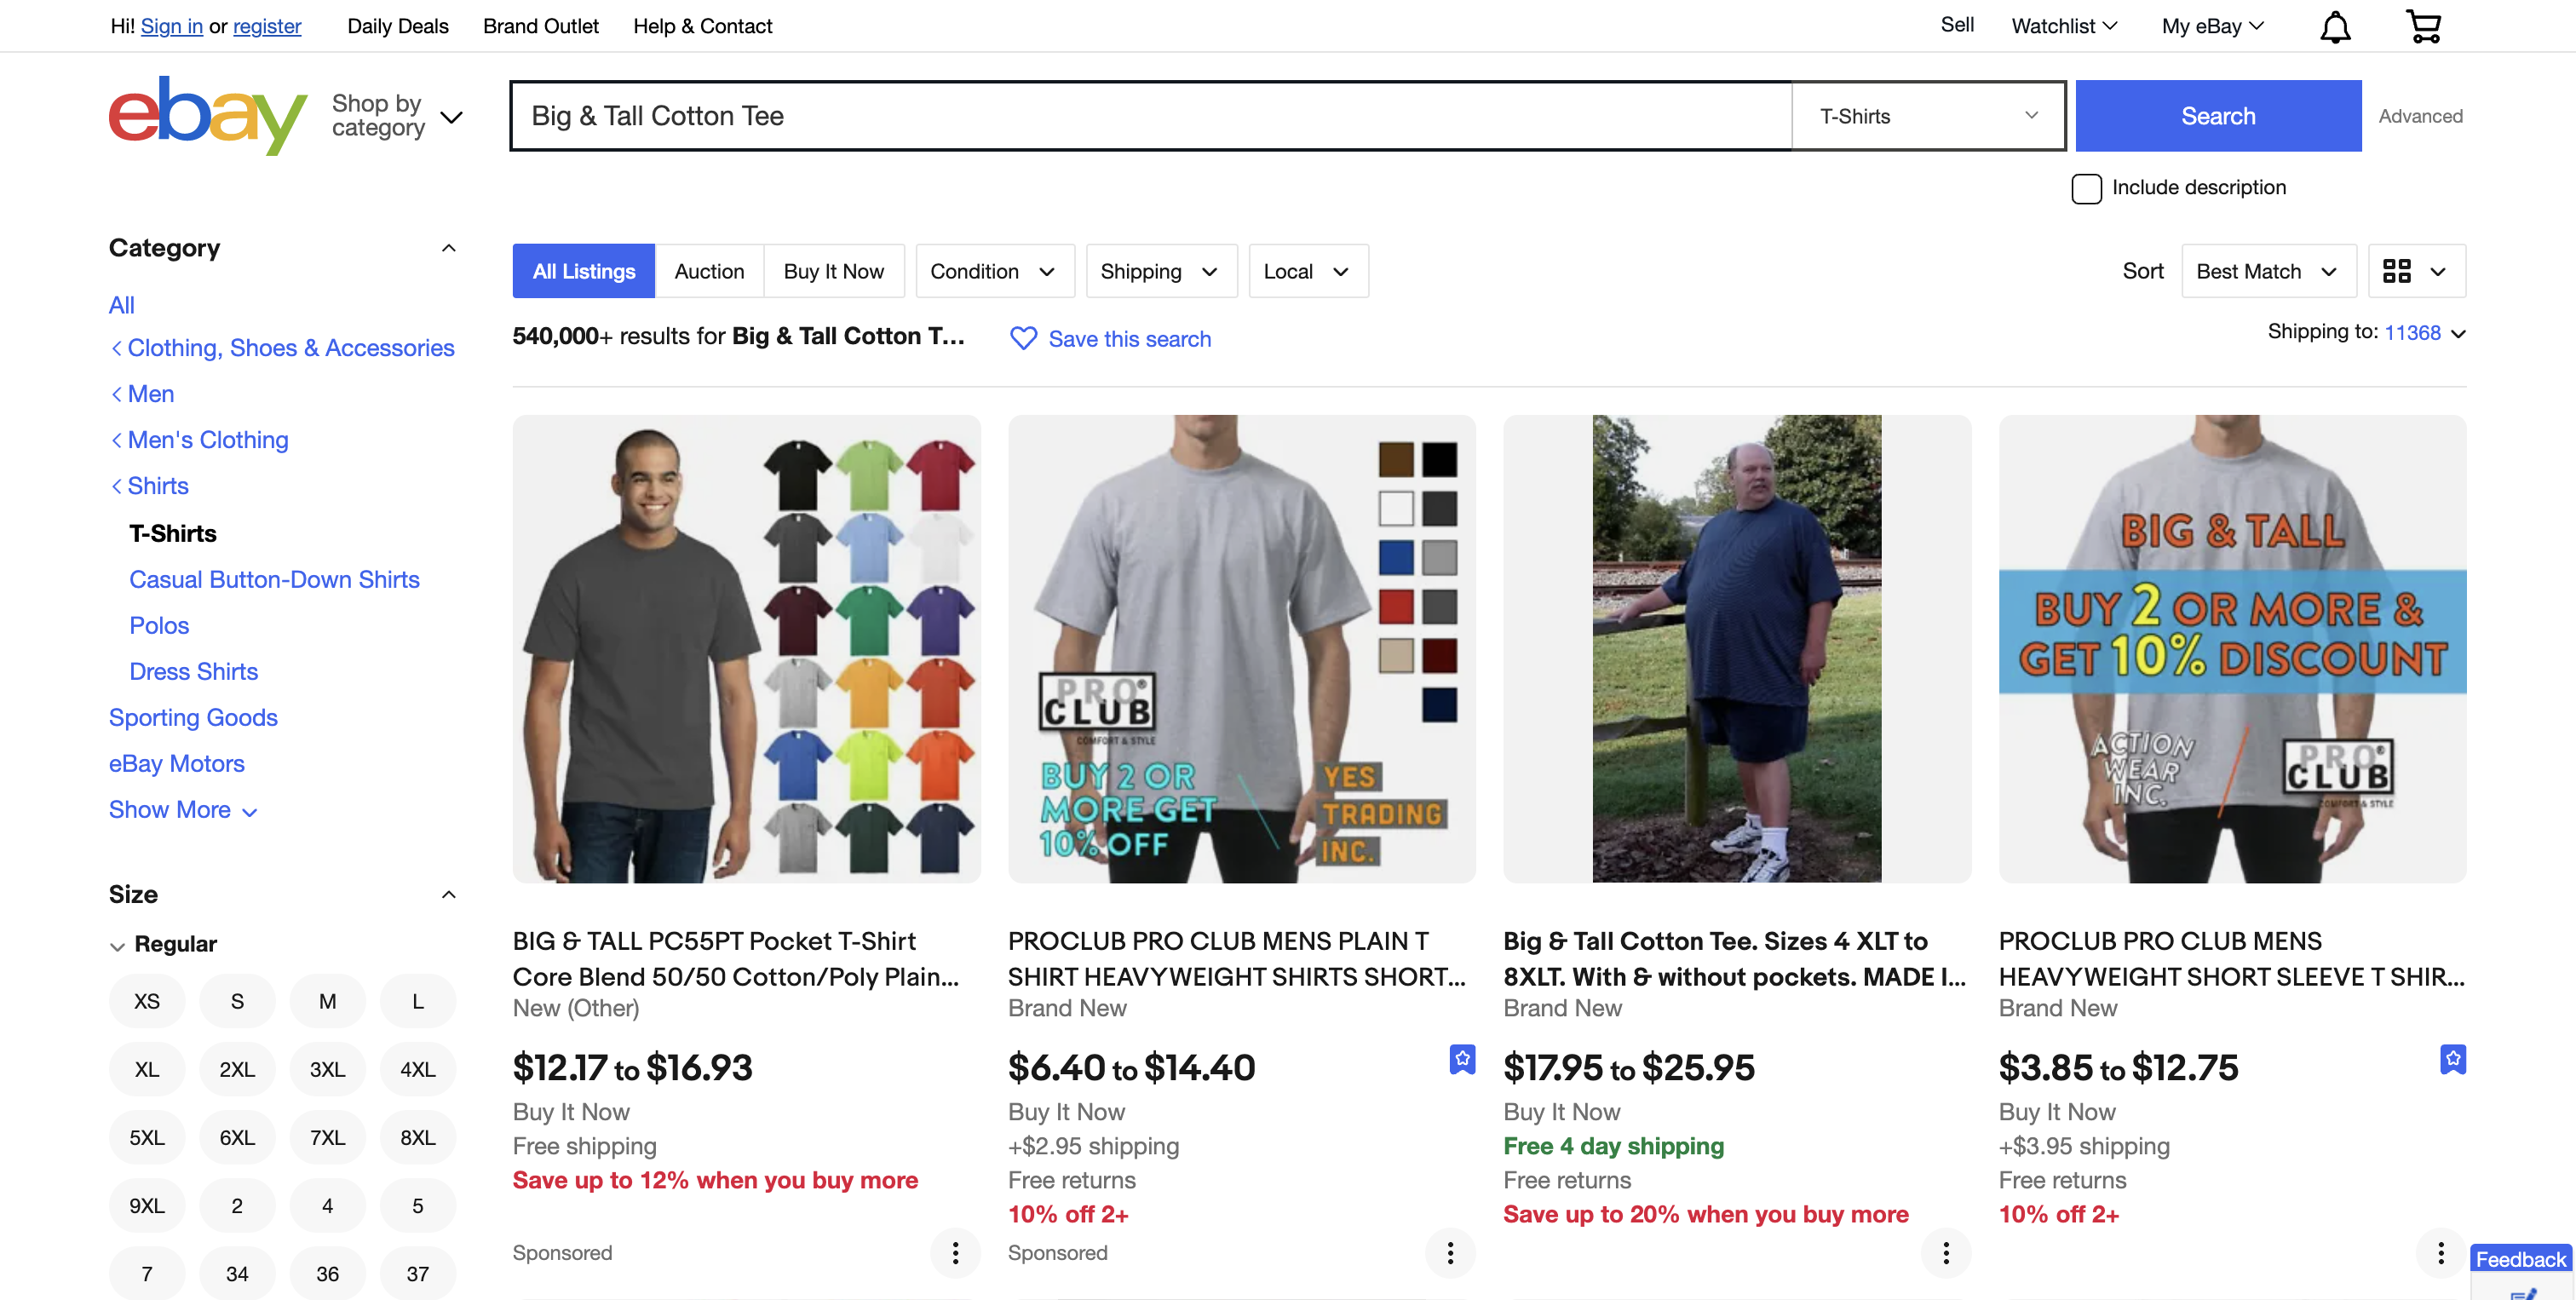 Hi! Sign in or register Daily Deals Brand Outlet Help & Contact Sell Watchlist My eBay
ebay
Shop by
category
Big & Tall Cotton Tee T-Shirts Search Advanced
Include description
Category
All
Clothing, Shoes & Accessories
Men
Men's Clothing
Shirts
T-Shirts
Casual Button-Down Shirts
Polos
Dress Shirts
Sporting Goods
eBay Motors
Show More
Size
Regular
XS S M L
XL 2XL 3XL 4XL
5XL 6XL 7XL 8XL
9XL 2 4 5
7 34 36 37
All Listings Auction Buy It Now Condition Shipping Local Sort Best Match
540,000+ results for Big & Tall Cotton T... Save this search Shipping to: 11368
BIG & TALL PC55PT Pocket T-Shirt
Core Blend 50/50 Cotton/Poly Plain...
New (Other)
$12.17 to $16.93
Buy It Now
Free shipping
Save up to 12% when you buy more
Sponsored
PRO®
CLUB
COMFORT & STYLE
BUY 2 OR
MORE GET
10% OFF
YES
TRADING
INC.
PROCLUB PRO CLUB MENS PLAIN T
SHIRT HEAVYWEIGHT SHIRTS SHORT...
Brand New
$6.40 to $14.40
Buy It Now
+$2.95 shipping
Free returns
10% off 2+
Sponsored
Big & Tall Cotton Tee. Sizes 4 XLT to
8XLT. With & without pockets. MADE I...
Brand New
$17.95 to $25.95
Buy It Now
Free 4 day shipping
Free returns
Save up to 20% when you buy more
BIG & TALL
BUY 2 OR MORE &
GET 10% DISCOUNT
ACTION
WEAR
INC.
PRO®
CLUB
COMFORT & STYLE
PROCLUB PRO CLUB MENS
HEAVYWEIGHT SHORT SLEEVE T SHIR...
Brand New
$3.85 to $12.75
Buy It Now
+$3.95 shipping
Free returns
10% off 2+
Feedback